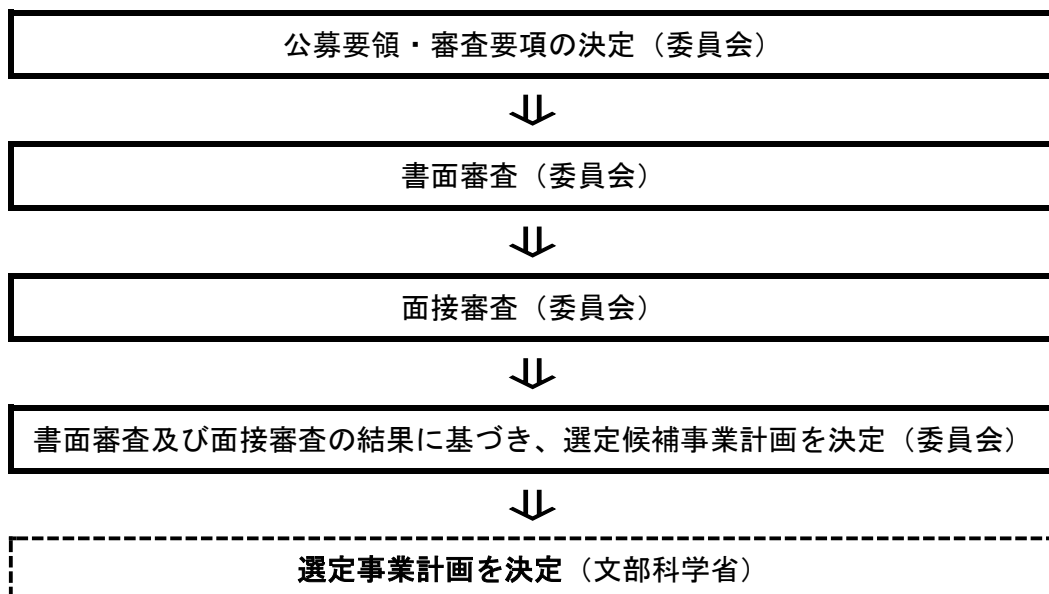 公募要領・審査要項の決定（委員会）
⇓
書面審査（委員会）
⇓
面接審査（委員会）
⇓
書面審査及び面接審査の結果に基づき、選定候補事業計画を決定（委員会）
⇓
選定事業計画を決定（文部科学省）